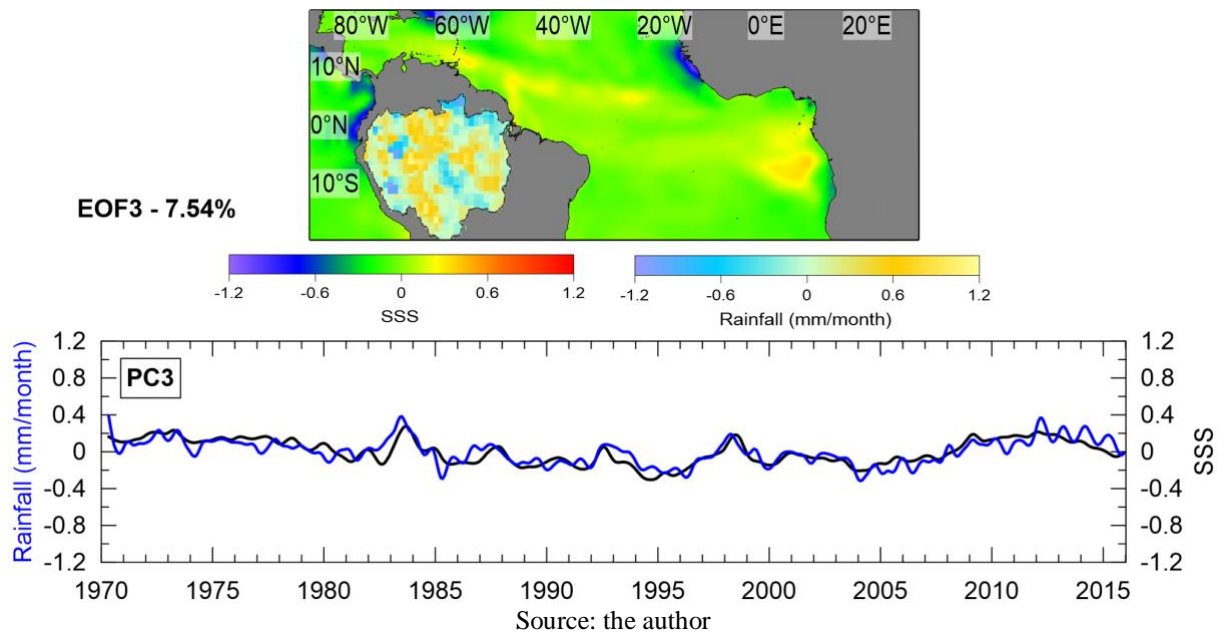 80°W 60°W 40°W 20°W 0°E 20°E
10°N
0°N
10°S
EOF3 - 7.54%
-1.2 -0.6 0 0.6 1.2
SSS
-1.2 -0.6 0 0.6 1.2
Rainfall (mm/month)
PC3
Rainfall (mm/month)
1.2
0.8
0.4
0
-0.4
-0.8
-1.2
1.2
0.8
0.4
0
-0.4
-0.8
-1.2
SSS
1970 1975 1980 1985 1990 1995 2000 2005 2010 2015
Source: the author